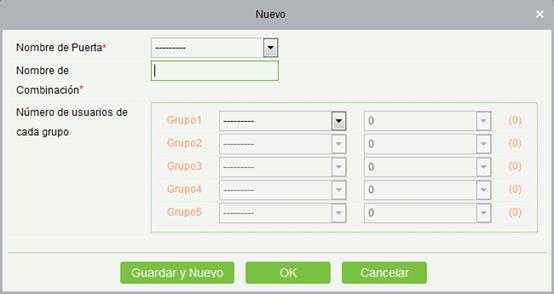 Nuevo ×
Nombre de Puerta* ---------
Nombre de
Combinación*
Número de usuarios de
cada grupo
Grupo1 --------- 0 (0)
Grupo2 --------- 0 (0)
Grupo3 --------- 0 (0)
Grupo4 --------- 0 (0)
Grupo5 --------- 0 (0)
Guardar y Nuevo OK Cancelar